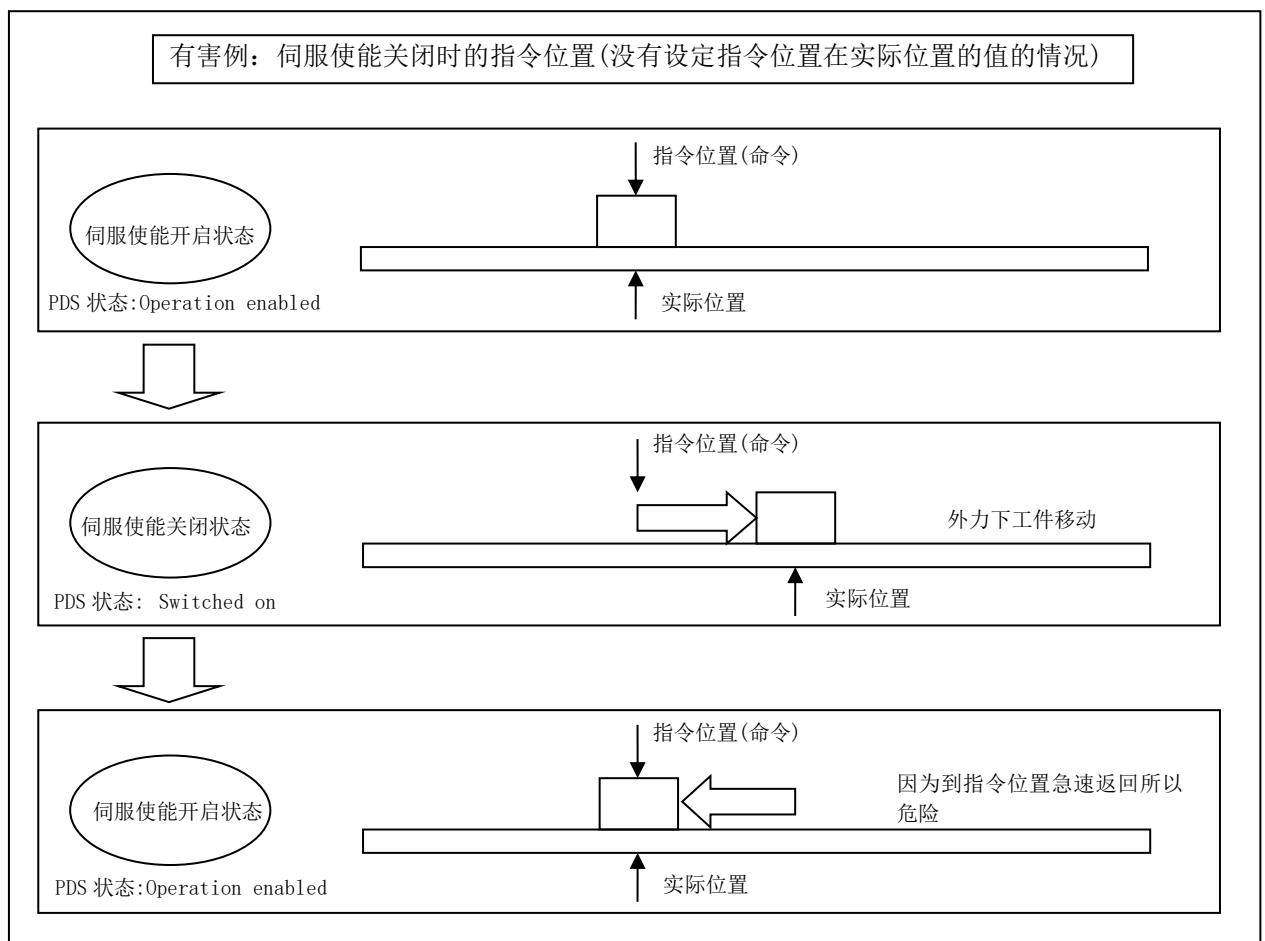 有害例：伺服使能关闭时的指令位置(没有设定指令位置在实际位置的值的情况)
指令位置(命令)
伺服使能开启状态
PDS 状态:Operation enabled
实际位置
指令位置(命令)
伺服使能关闭状态
外力下工件移动
PDS 状态: Switched on
实际位置
指令位置(命令)
伺服使能开启状态
因为到指令位置急速返回所以
危险
PDS 状态:Operation enabled
实际位置